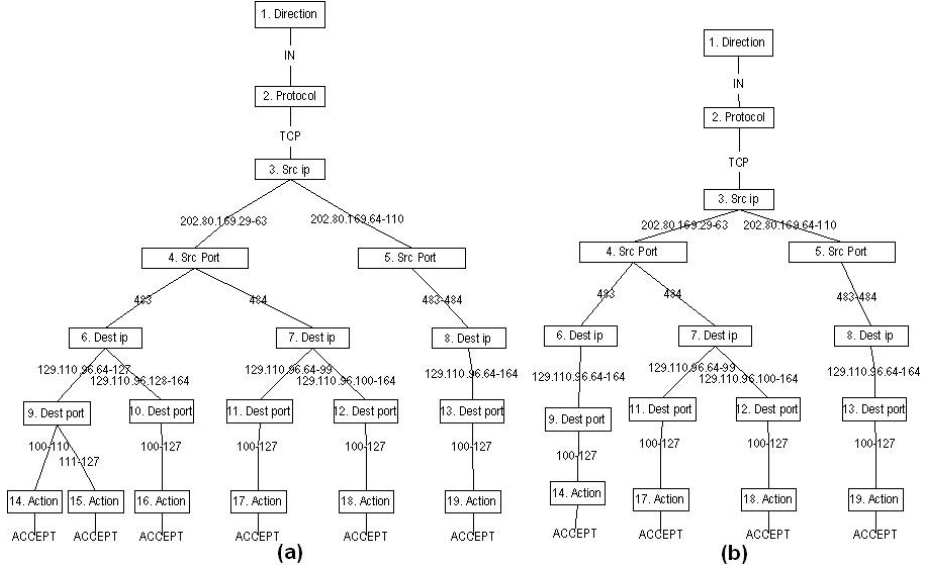 1. Direction
IN
2. Protocol
TCP
3. Src ip
202.80.169.29-63
202.80.169.64-110
4. Src Port
5. Src Port
483
484
483-484
6. Dest ip
7. Dest ip
8. Dest ip
129.110.96.64-127
129.110.96.128-164
129.110.96.64-99
129.110.96.100-164
129.110.96.64-164
9. Dest port
10. Dest port
11. Dest port
12. Dest port
13. Dest port
100-110
111-127
100-127
100-127
100-127
100-127
14. Action
15. Action
16. Action
17. Action
18. Action
19. Action
ACCEPT
ACCEPT
ACCEPT
ACCEPT
ACCEPT
ACCEPT
(a)
1. Direction
IN
2. Protocol
TCP
3. Src ip
202.80.169.29-63
202.80.169.64-110
4. Src Port
5. Src Port
483
484
483-484
6. Dest ip
7. Dest ip
8. Dest ip
129.110.96.64-164
129.110.96.64-99
129.110.96.100-164
129.110.96.64-164
9. Dest port
11. Dest port
12. Dest port
13. Dest port
100-127
100-127
100-127
100-127
14. Action
17. Action
18. Action
19. Action
ACCEPT
ACCEPT
ACCEPT
ACCEPT
(b)